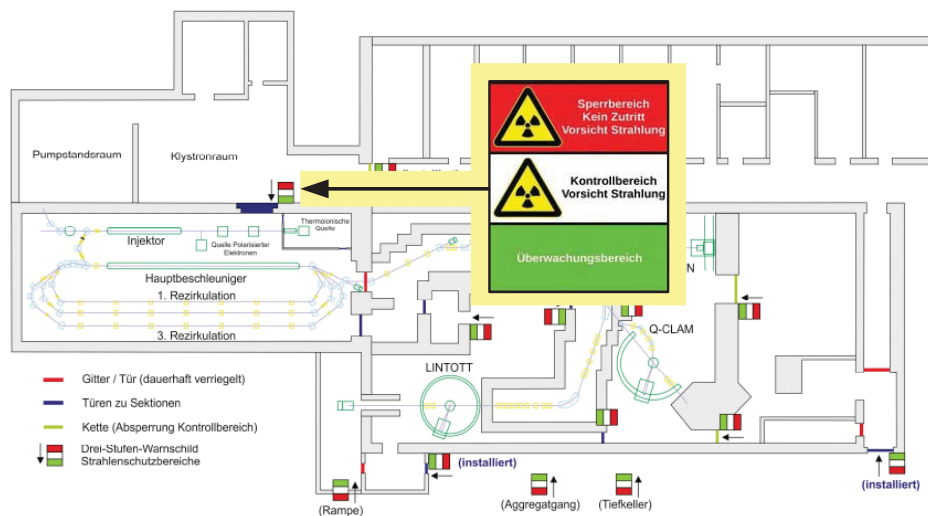 Sperrbereich
Kein Zutritt
Vorsicht Strahlung
Kontrollbereich
Vorsicht Strahlung
Überwachungsbereich
Pumpstandsraum
Klystronraum
Injektor
Thermoionische
Quelle
Quelle Polarisierter
Elektronen
Hauptbeschleuniger
1. Rezirkulation
3. Rezirkulation
N
Q-CLAM
LINTOTT
Gitter / Tür (dauerhaft verriegelt)
Türen zu Sektionen
Kette (Absperrung Kontrollbereich)
Drei-Stufen-Warnschild
Strahlenschutzbereiche
(installiert)
(Rampe)
(Aggregatgang)
(Tiefkeller)
(installiert)